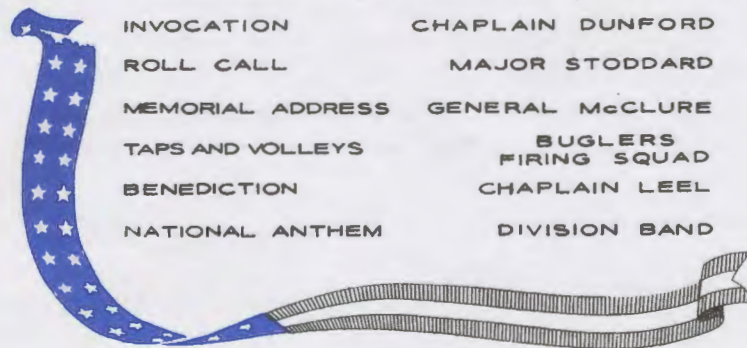 INVOCATION CHAPLAIN DUNFORD
ROLL CALL MAJOR STODDARD
MEMORIAL ADDRESS GENERAL McCLURE
TAPS AND VOLLEYS BUGLERS
FIRING SQUAD
BENEDICTION CHAPLAIN LEEL
NATIONAL ANTHEM DIVISION BAND